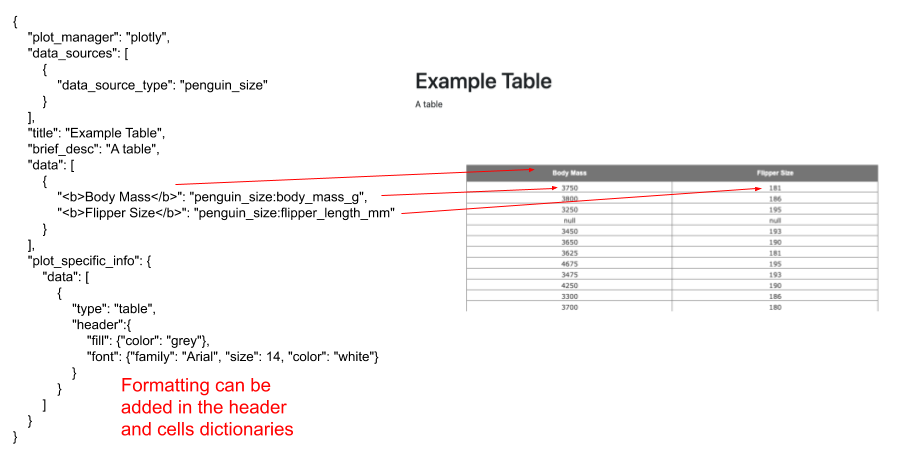 {
"plot_manager": "plotly",
"data_sources": [
{
"data_source_type": "penguin_size"
}
],
"title": "Example Table",
"brief_desc": "A table",
"data": [
{
"<b>Body Mass</b>": "penguin_size:body_mass_g",
"<b>Flipper Size</b>": "penguin_size:flipper_length_mm"
}
],
"plot_specific_info": {
"data": [
{
"type": "table",
"header":{
"fill": {"color": "grey"},
"font": {"family": "Arial", "size": 14, "color": "white"}
}
}
]
}
}
Formatting can be
added in the header
and cells dictionaries
Example Table
A table
Body Mass Flipper Size
3750 181
3800 186
3250 195
null null
3450 193
3650 190
3625 181
4675 195
3475 193
4250 190
3300 186
3700 180